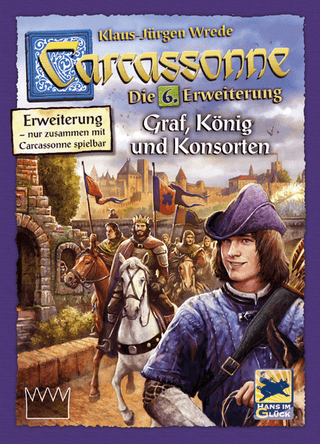 Klaus-Jürgen Wrede
Carcassonne
Die 6. Erweiterung
Erweiterung
– nur zusammen mit
Carcassonne spielbar
Graf, König
und Konsorten
HANS IM
GLÜCK